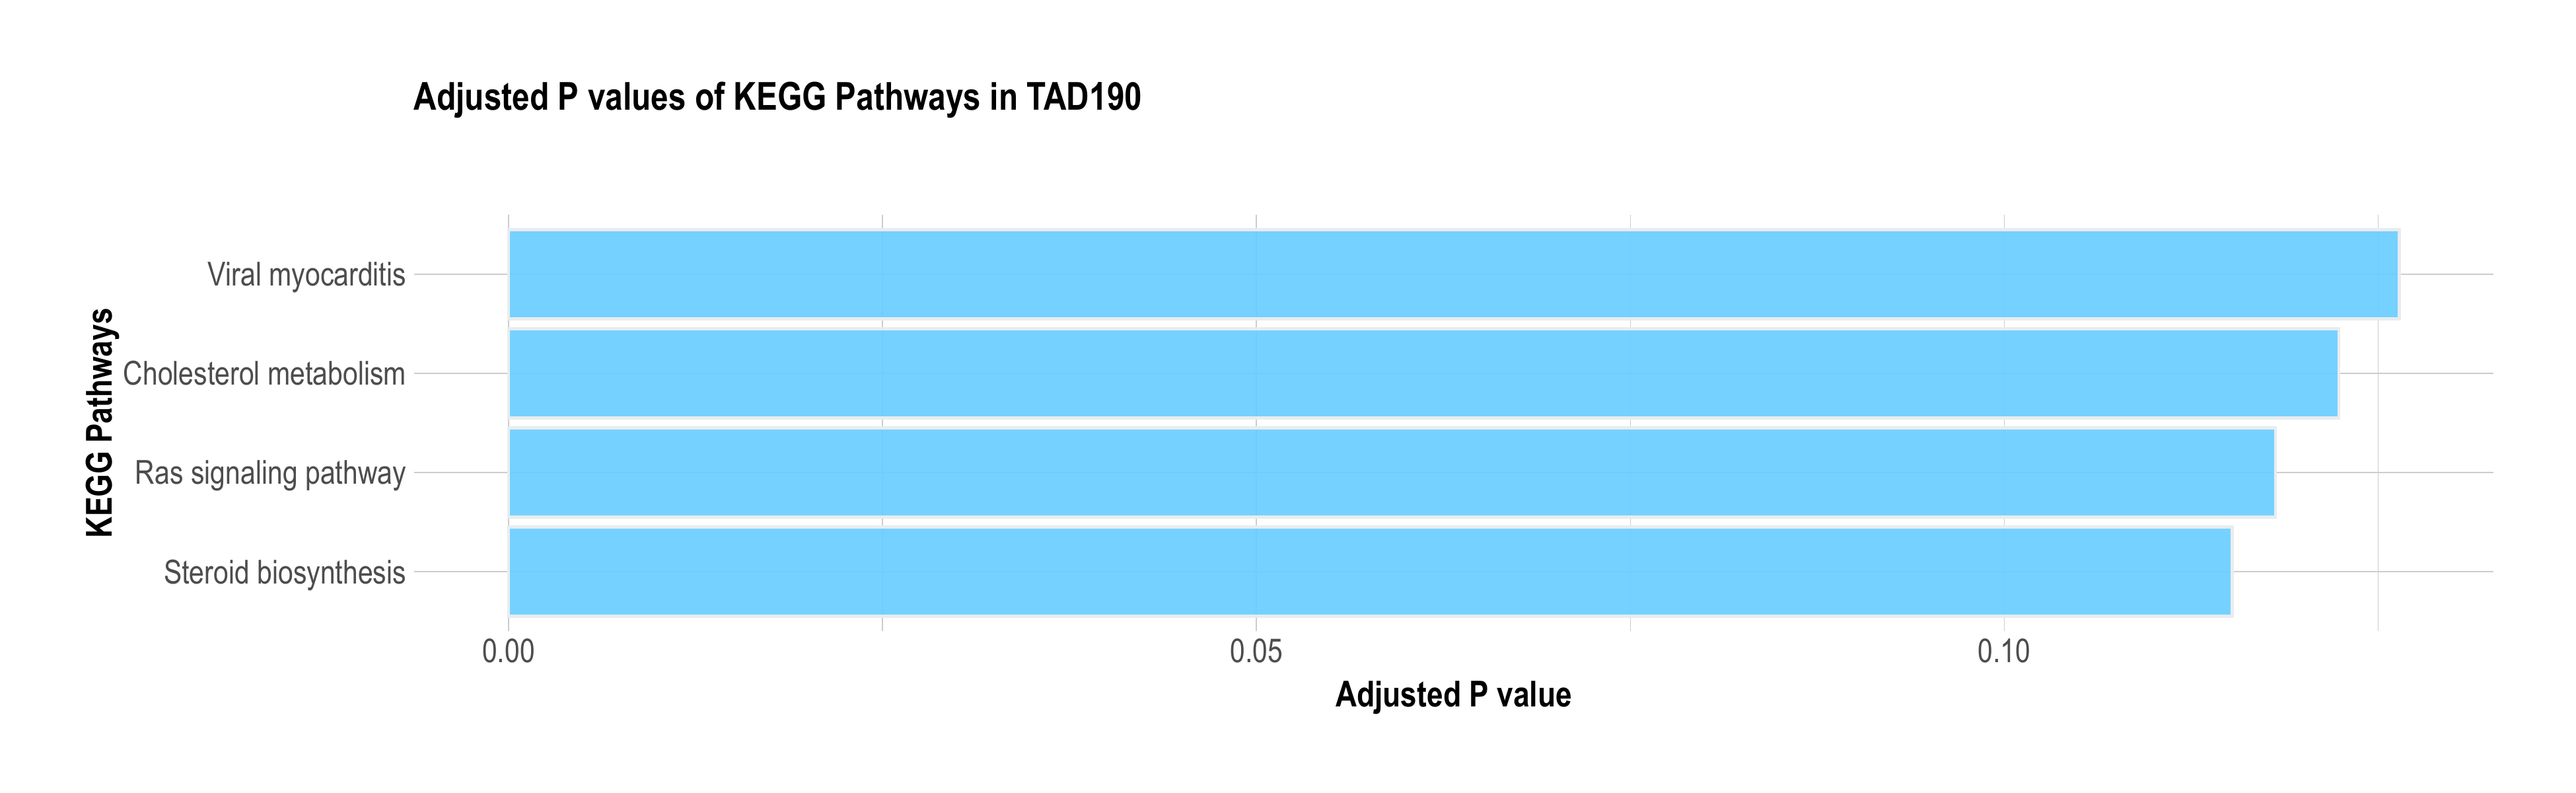 Adjusted P values of KEGG Pathways in TAD190
KEGG Pathways
Viral myocarditis
Cholesterol metabolism
Ras signaling pathway
Steroid biosynthesis
0.00
0.05
0.10
Adjusted P value